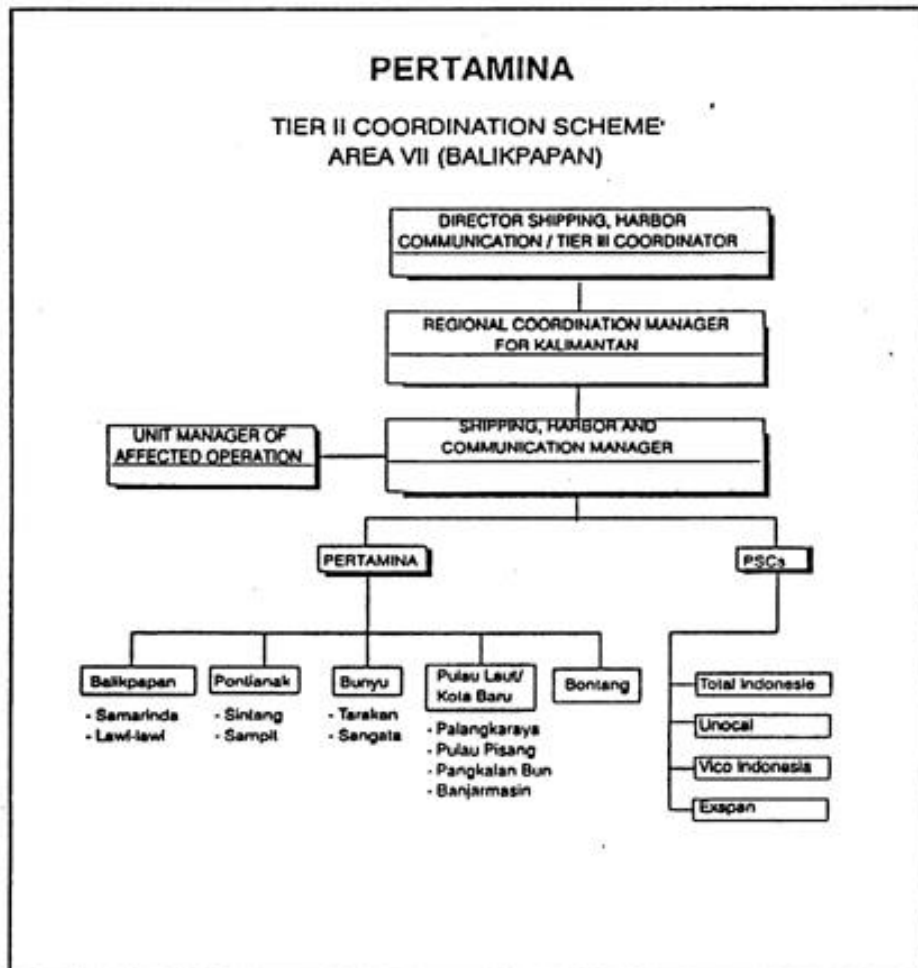 PERTAMINA
TIER II COORDINATION SCHEME
AREA VII (BALIKPAPAN)
DIRECTOR SHIPPING, HARBOR
COMMUNICATION / TIER III COORDINATOR
REGIONAL COORDINATION MANAGER
FOR KALIMANTAN
UNIT MANAGER OF
AFFECTED OPERATION
SHIPPING, HARBOR AND
COMMUNICATION MANAGER
PERTAMINA
PSCs
Balikpapan
- Samarinda
- Lawi-lawi
Pontianak
- Sintang
- Sampit
Bunyu
- Tarakan
- Sangata
Pulau Laut/
Kota Baru
- Palangkaraya
- Pulau Pisang
- Pangkalan Bun
- Banjarmasin
Bontang
Total Indonesie
Unocal
Vico Indonesia
Exspan